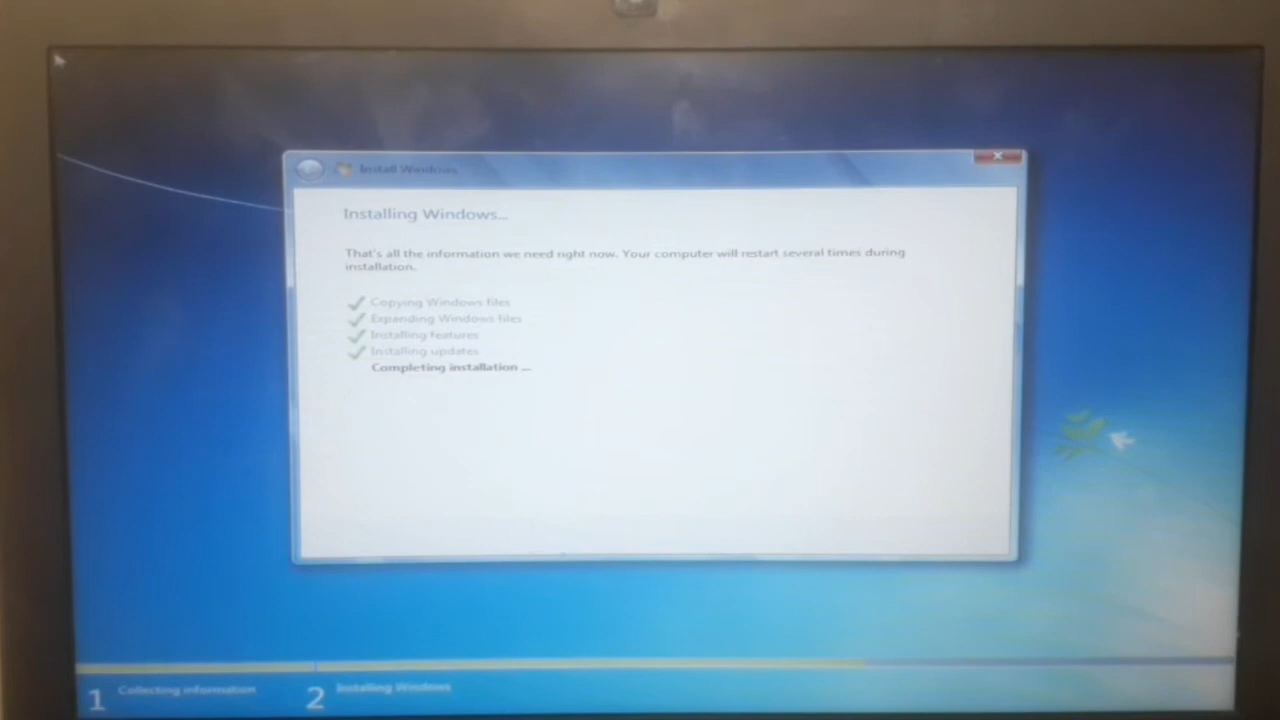 Install Windows
Installing Windows...
That's all the information we need right now. Your computer will restart several times during
installation.
Copying Windows files
Expanding Windows files
Installing features
Installing updates
Completing installation ...
1 Collecting information
2 Installing Windows